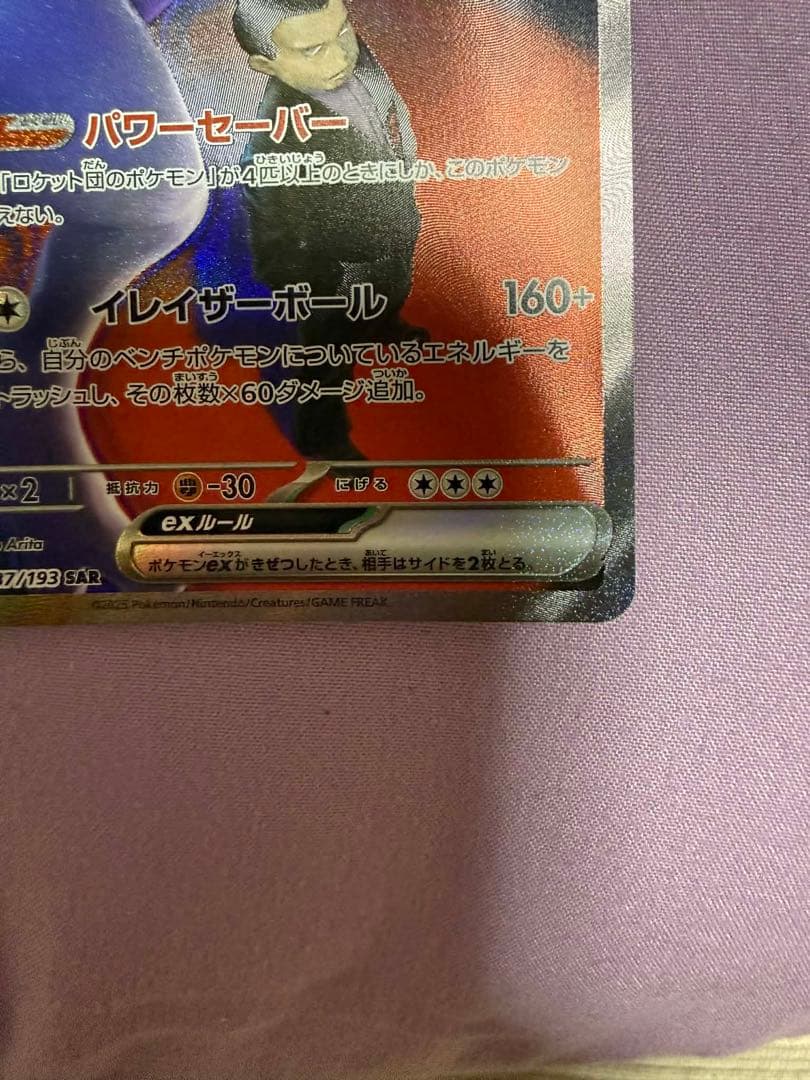 パワーセーバー
「ロケット団のポケモン」が4匹以上のときにしか、このポケモン
えない。
イレイザーボール 160+
ら、自分のベンチポケモンについているエネルギーを
トラッシュし、その枚数×60ダメージ追加。
×2 抵抗力 -30 にげる
Arita
exルール
ポケモンexがきぜつしたとき、相手はサイドを2枚とる。
37/193 SAR
©2025 Pokémon/Nintendo/Creatures/GAME FREAK